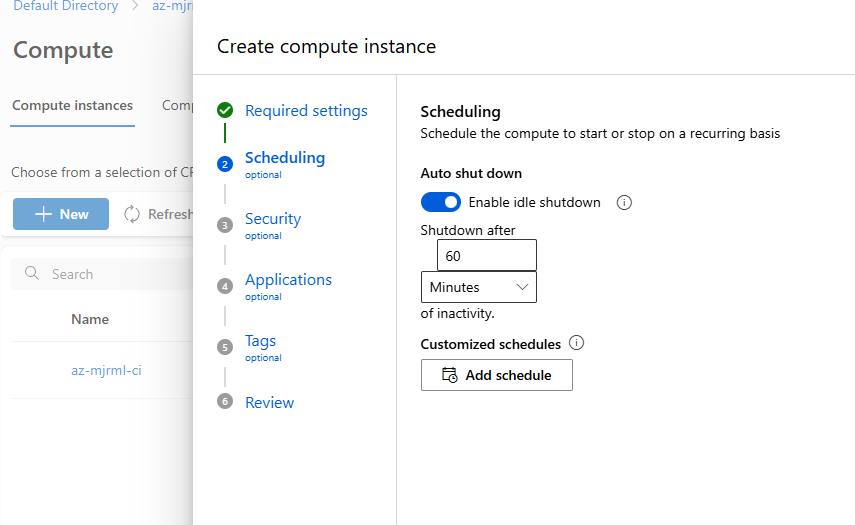 Default Directory > az-mjr
Compute
Compute instances Comp
Choose from a selection of CP
New Refresh
Search
Name
az-mjrml-ci
Create compute instance
Required settings
2 Scheduling
optional
3 Security
optional
4 Applications
optional
5 Tags
optional
6 Review
Scheduling
Schedule the compute to start or stop on a recurring basis
Auto shut down
Enable idle shutdown
Shutdown after
60
Minutes
of inactivity.
Customized schedules
Add schedule